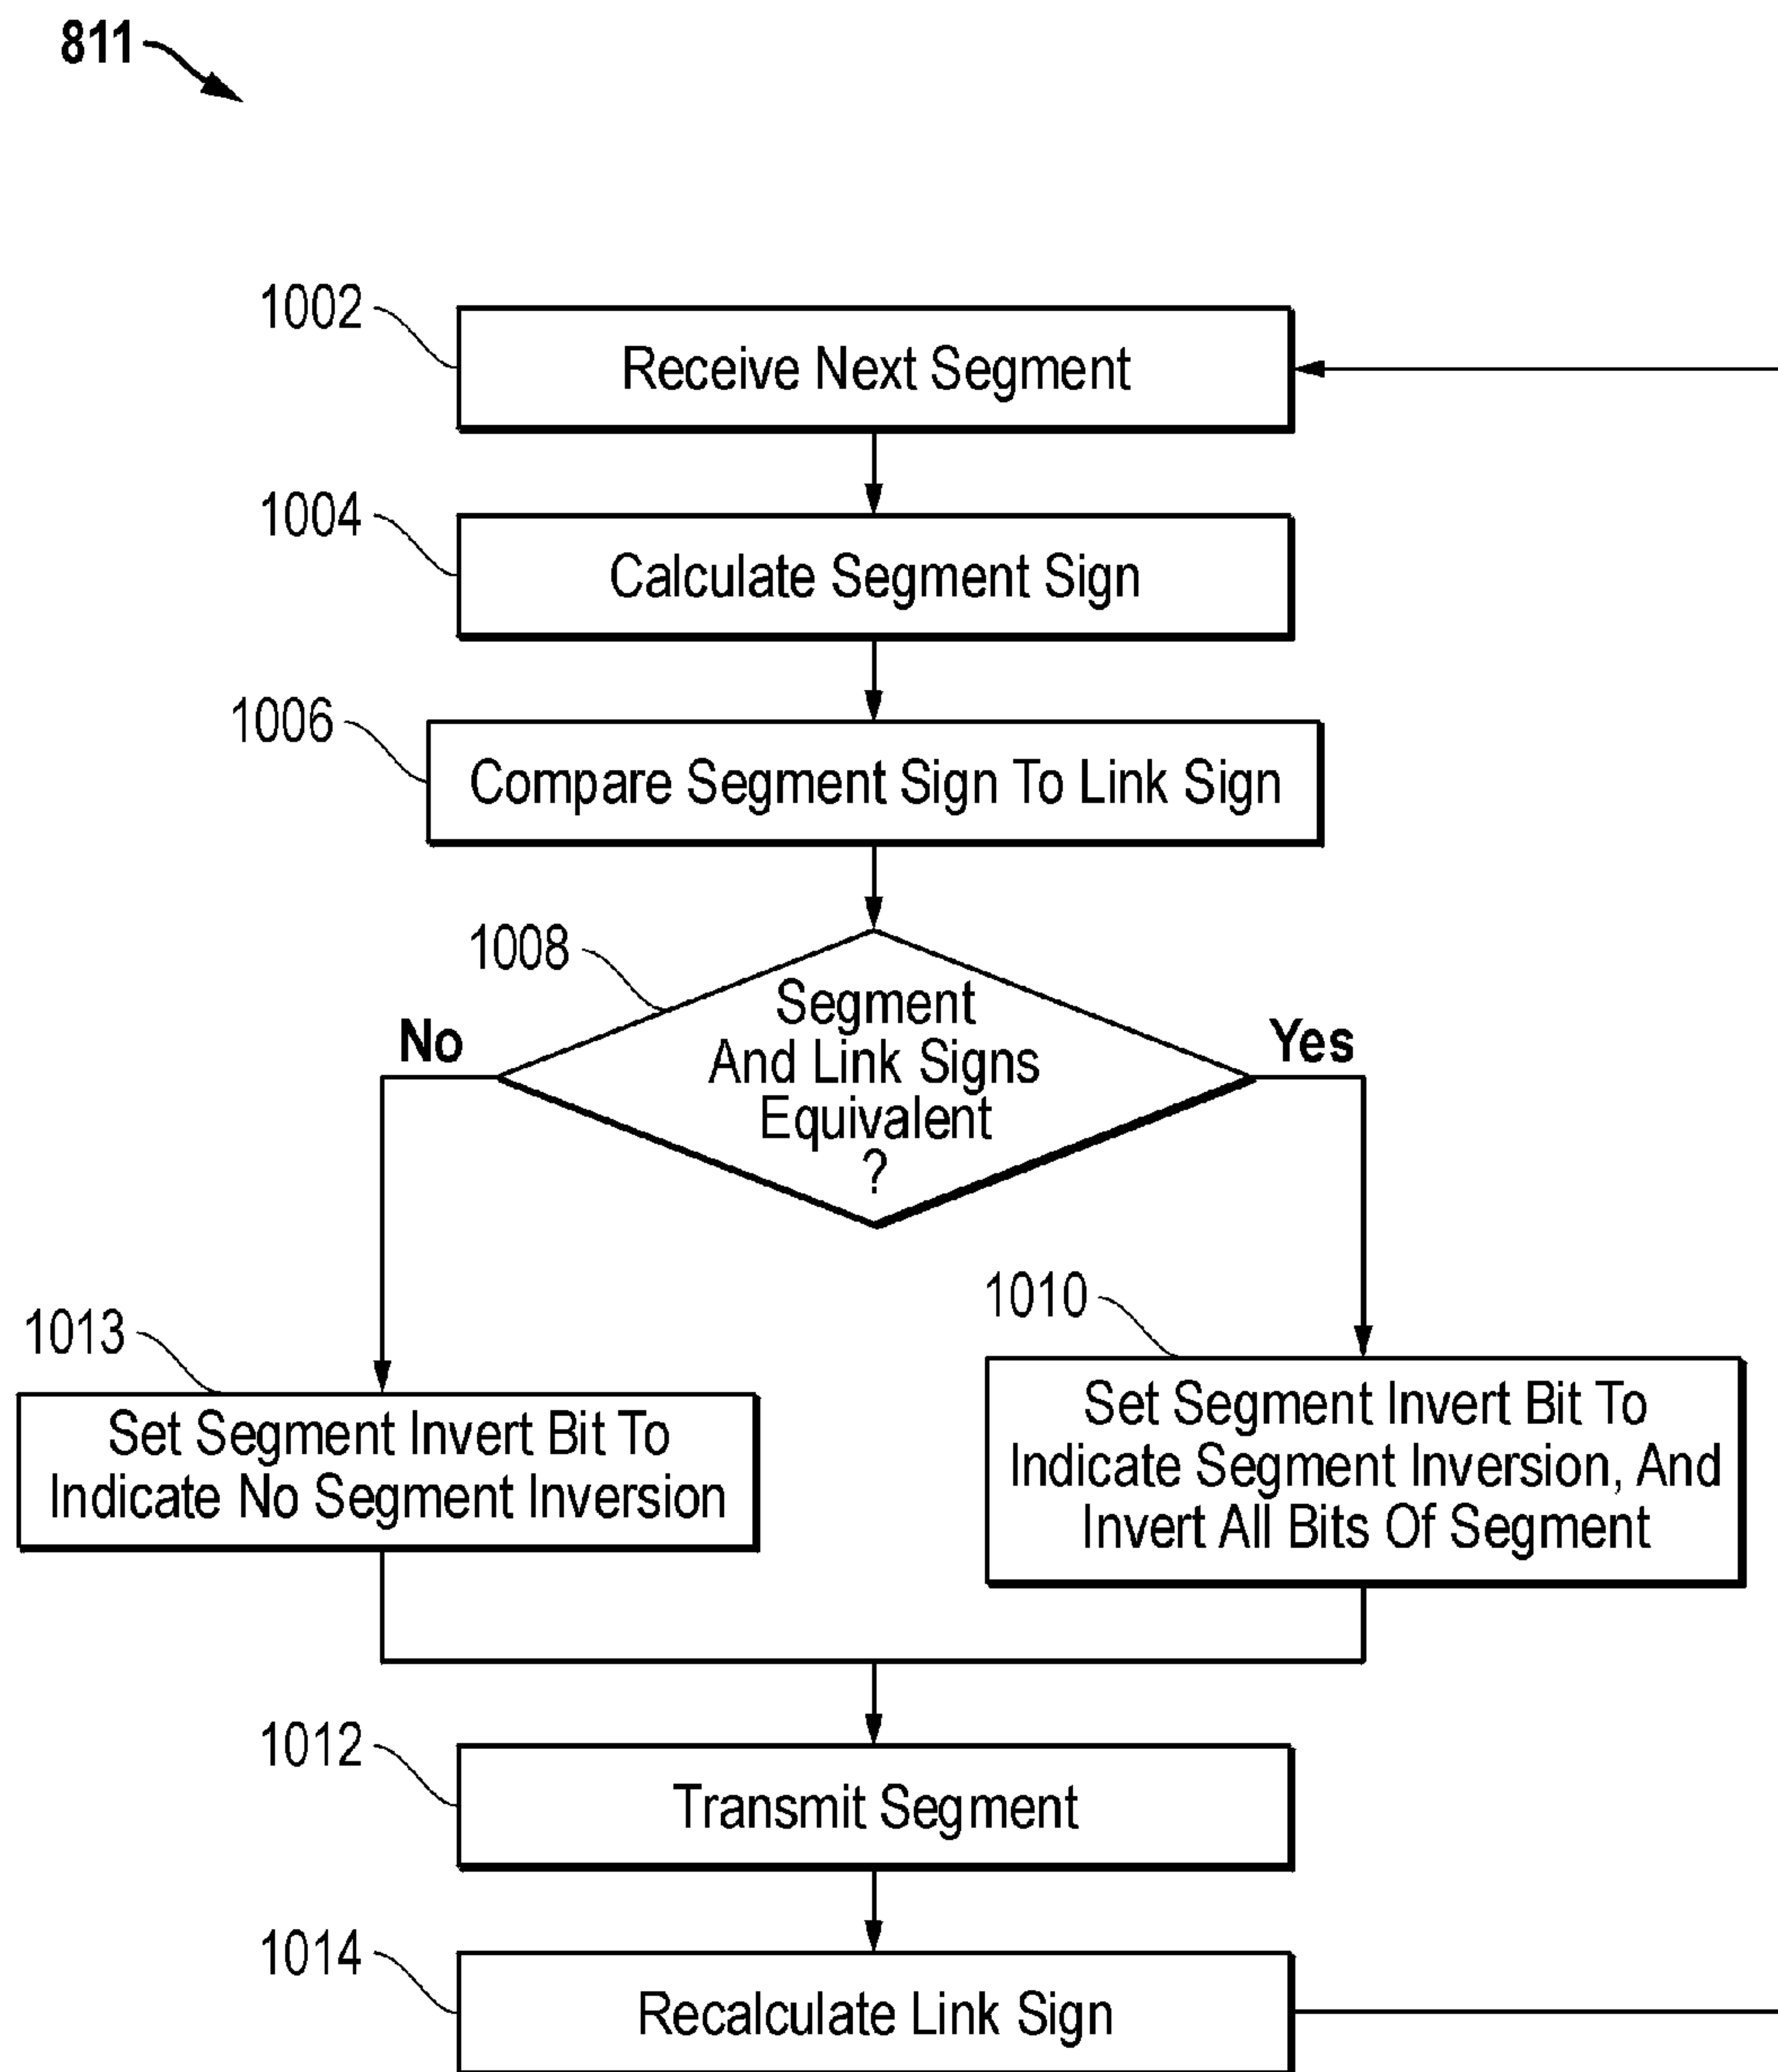 811
1002
Receive Next Segment
1004
Calculate Segment Sign
1006
Compare Segment Sign To Link Sign
1008
Segment
And Link Signs
Equivalent
?
No
Yes
1013
Set Segment Invert Bit To
Indicate No Segment Inversion
1010
Set Segment Invert Bit To
Indicate Segment Inversion, And
Invert All Bits Of Segment
1012
Transmit Segment
1014
Recalculate Link Sign